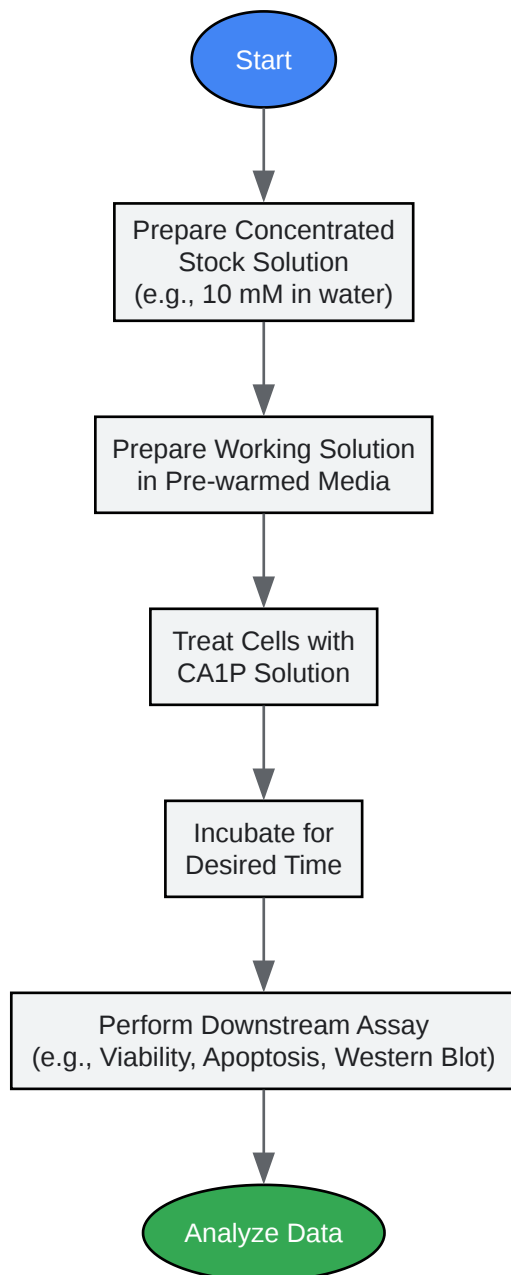 Start
Prepare Concentrated
Stock Solution
(e.g., 10 mM in water)
Prepare Working Solution
in Pre-warmed Media
Treat Cells with
CA1P Solution
Incubate for
Desired Time
Perform Downstream Assay
(e.g., Viability, Apoptosis, Western Blot)
Analyze Data